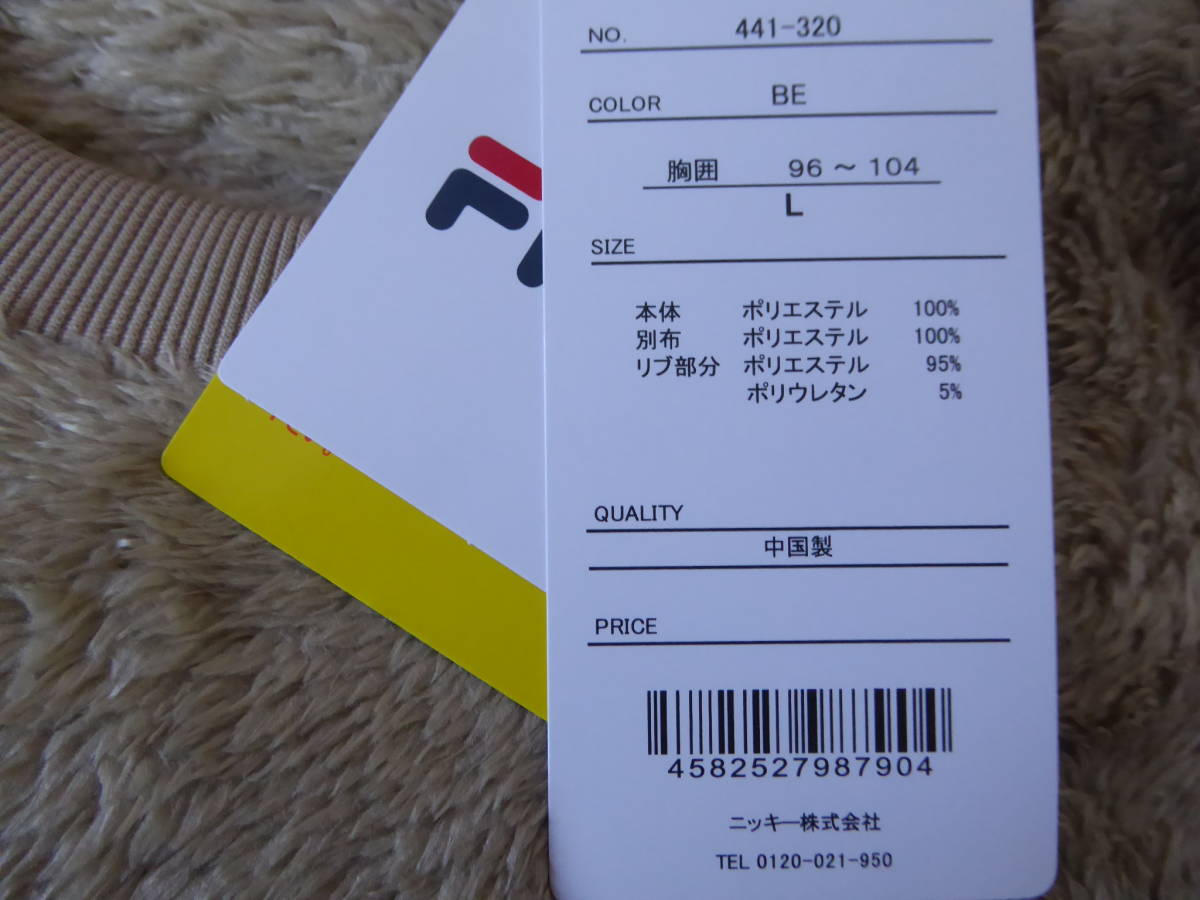 NO. 441-320
COLOR BE
胸囲 96 ～ 104
L
SIZE
本体 ポリエステル 100%
別布 ポリエステル 100%
リブ部分 ポリエステル 95%
ポリウレタン 5%
QUALITY
中国製
PRICE
4582527987904
ニッキー株式会社
TEL 0120-021-950